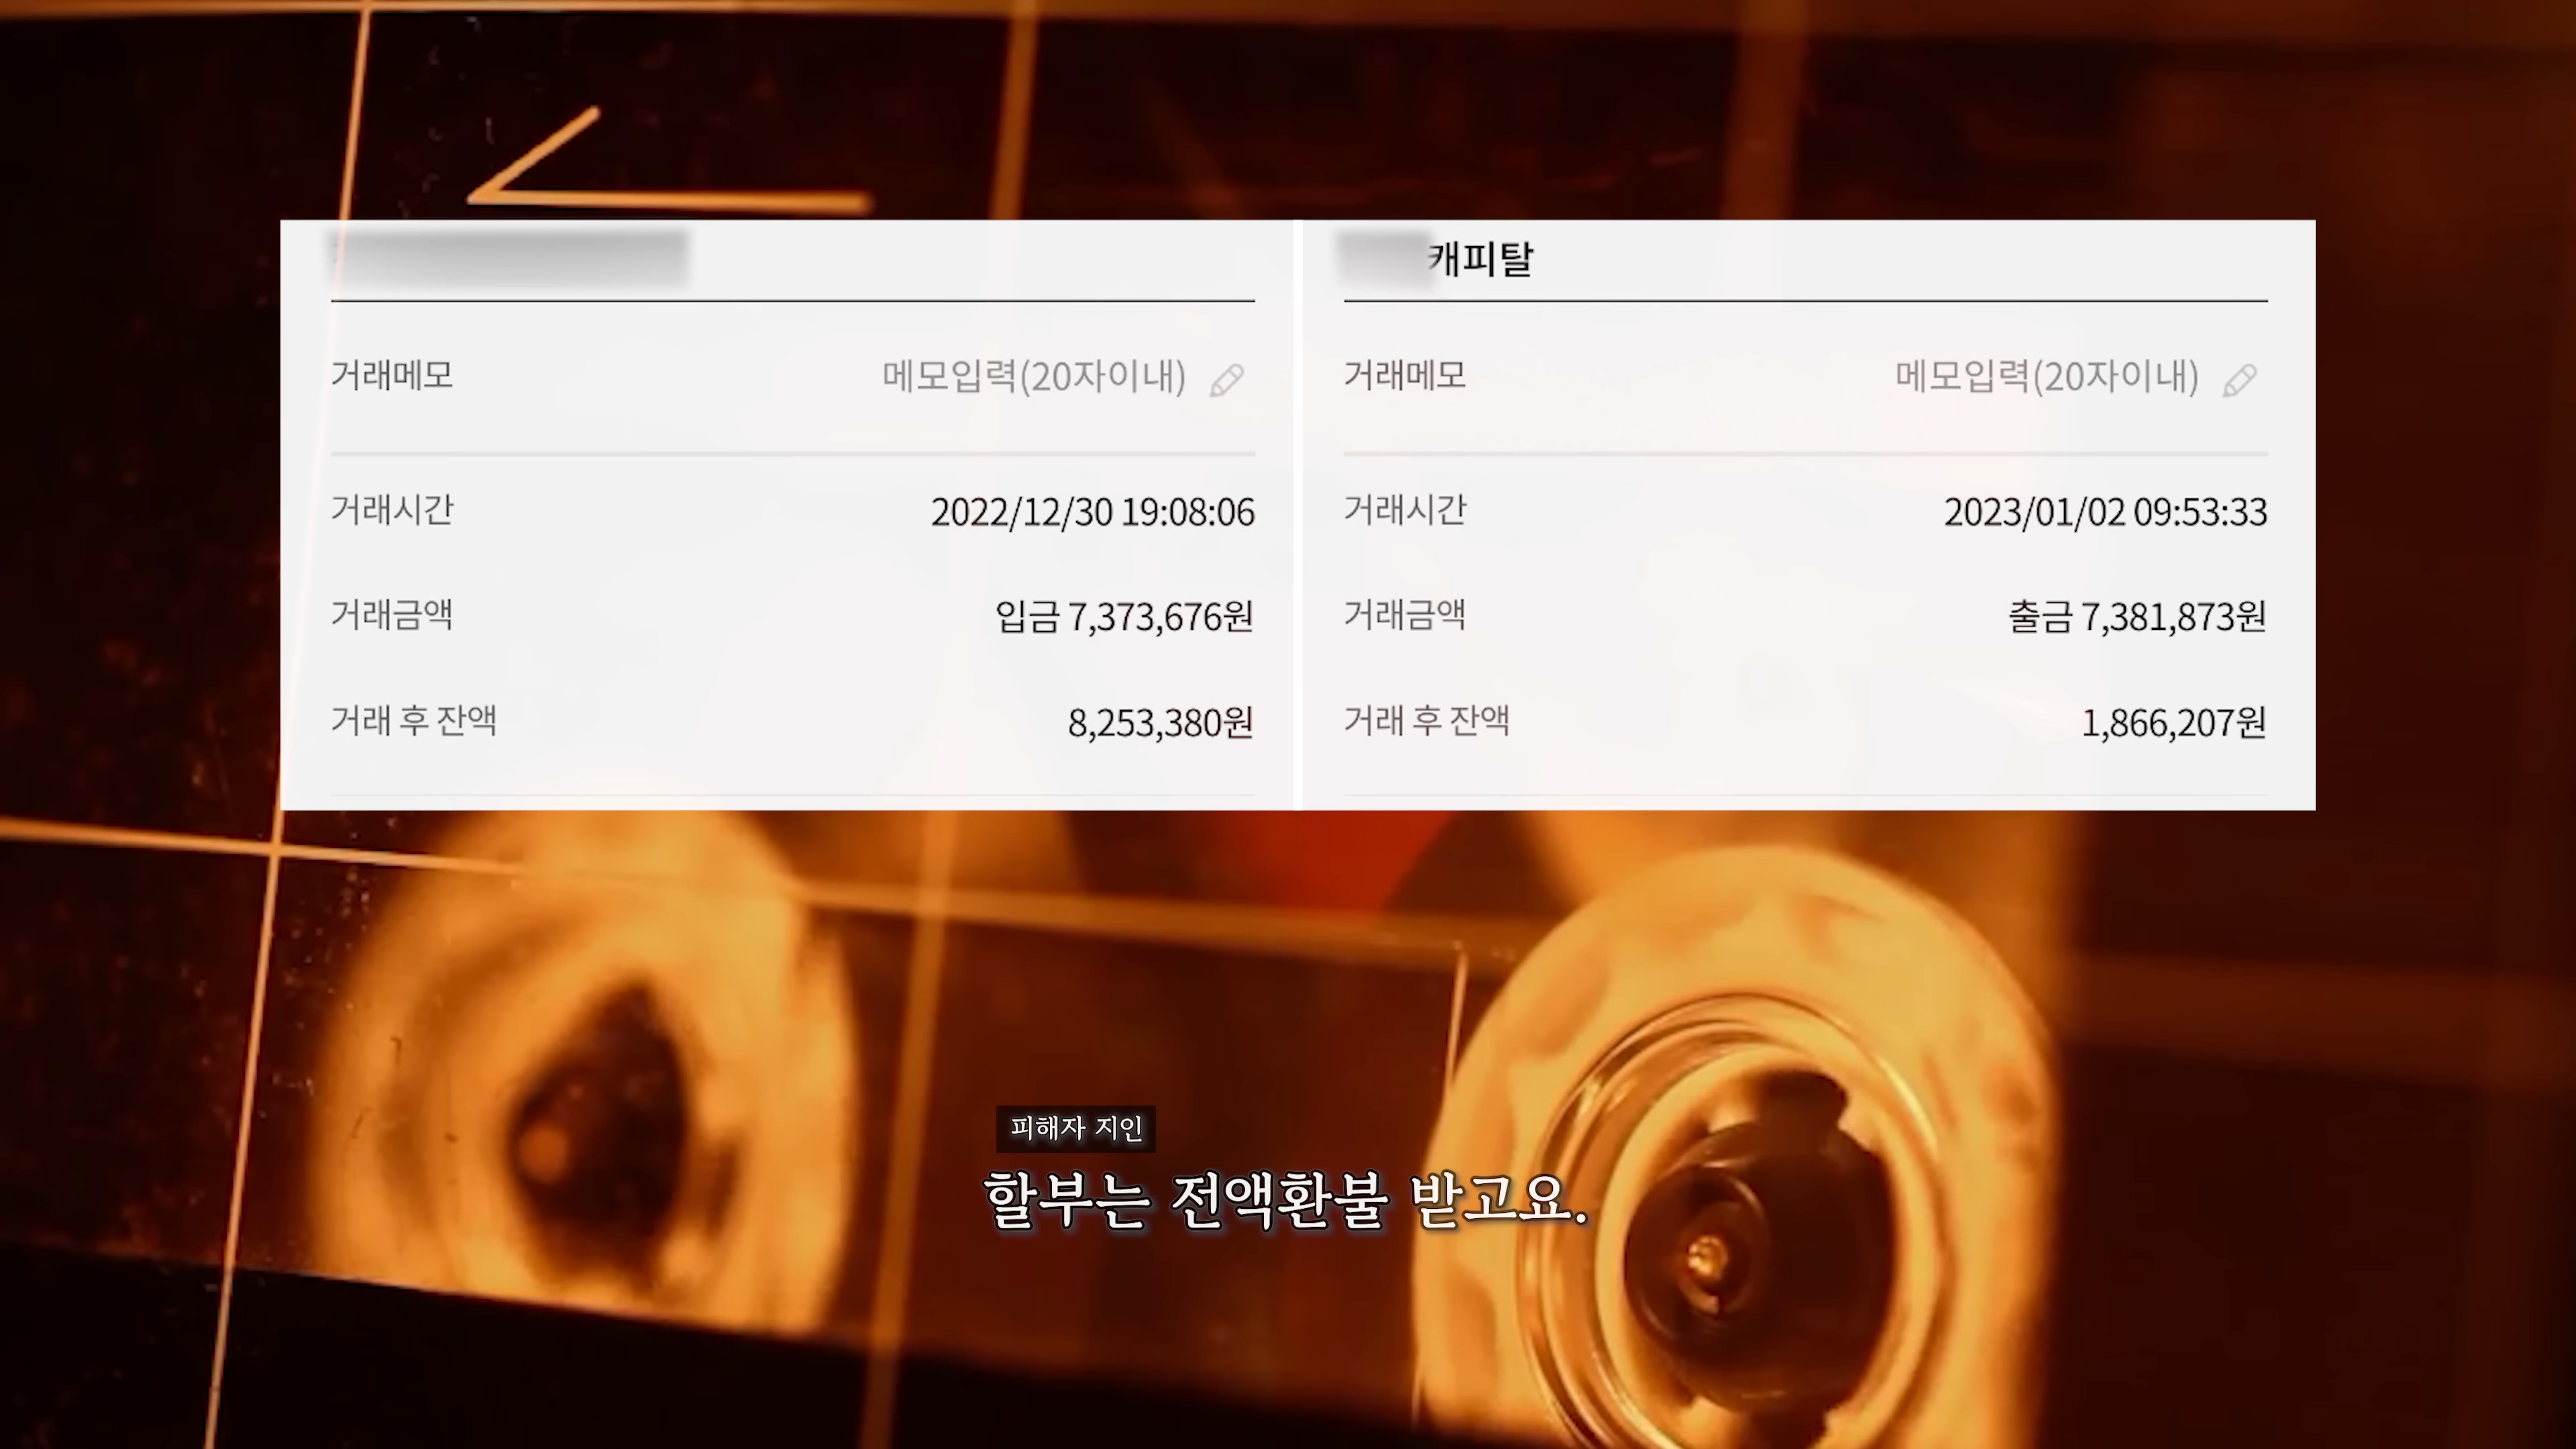 거래메모 메모입력(20자이내)
거래시간 2022/12/30 19:08:06
거래금액 입금 7,373,676원
거래 후 잔액 8,253,380원
캐피탈
거래메모 메모입력(20자이내)
거래시간 2023/01/02 09:53:33
거래금액 출금 7,381,873원
거래 후 잔액 1,866,207원
피해자 지인
할부는 전액환불 받고요.